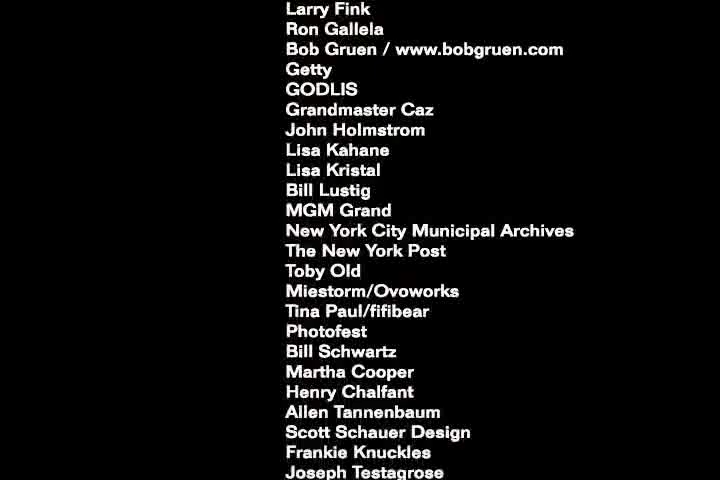 Larry Fink
Ron Gallela
Bob Gruen / www.bobgruen.com
Getty
GODLIS
Grandmaster Caz
John Holmstrom
Lisa Kahane
Lisa Kristal
Bill Lustig
MGM Grand
New York City Municipal Archives
The New York Post
Toby Old
Miestorm/Ovoworks
Tina Paul/fifibear
Photofest
Bill Schwartz
Martha Cooper
Henry Chalfant
Allen Tannenbaum
Scott Schauer Design
Frankie Knuckles
Joseph Testagrose